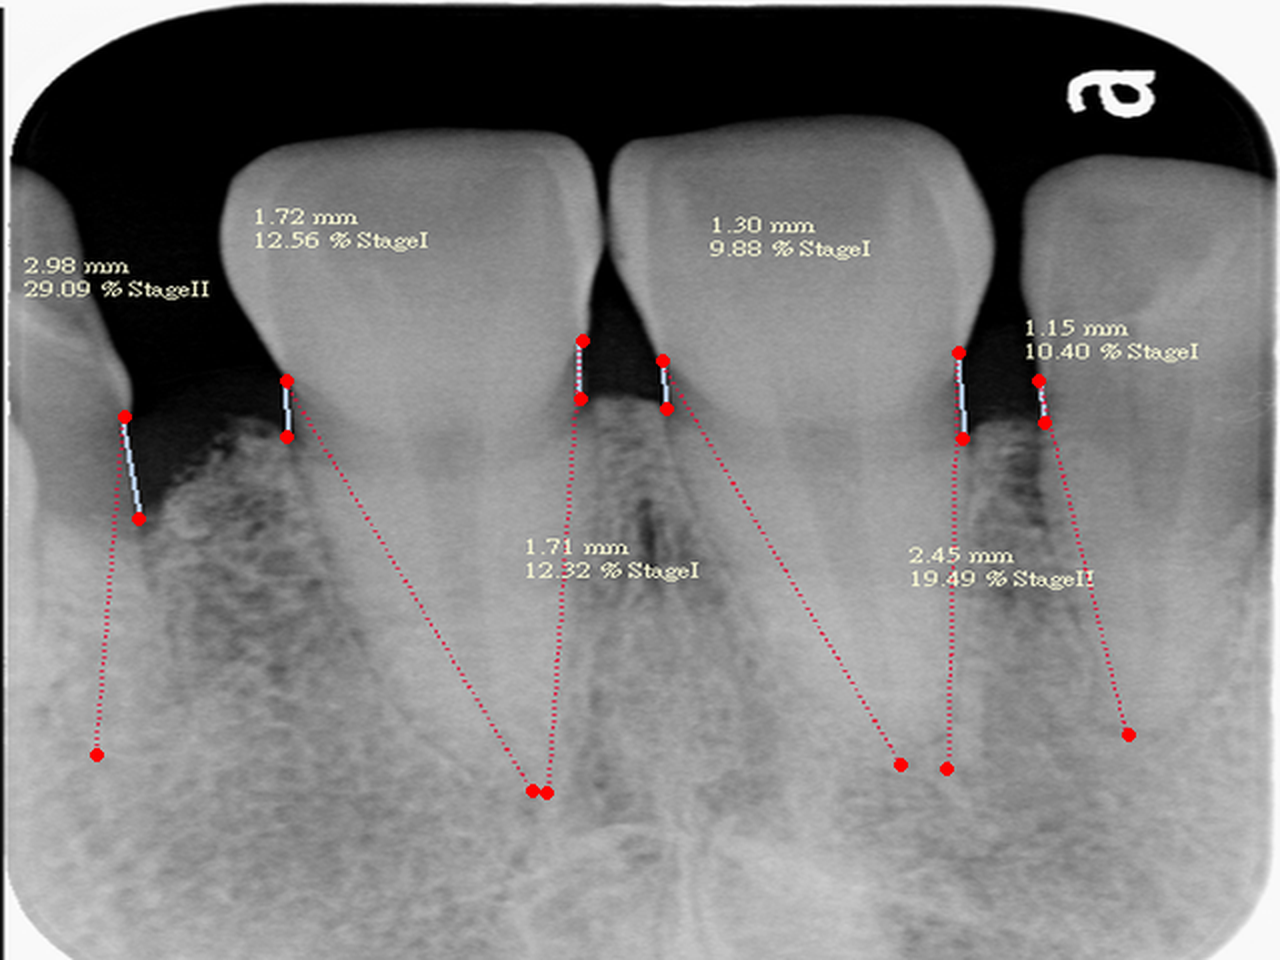 a
1.72 mm
12.56 % StageI
1.30 mm
9.88 % StageI
2.98 mm
29.09 % StageII
1.15 mm
10.40 % StageI
1.71 mm
12.32 % StageI
2.45 mm
19.49 % StageII